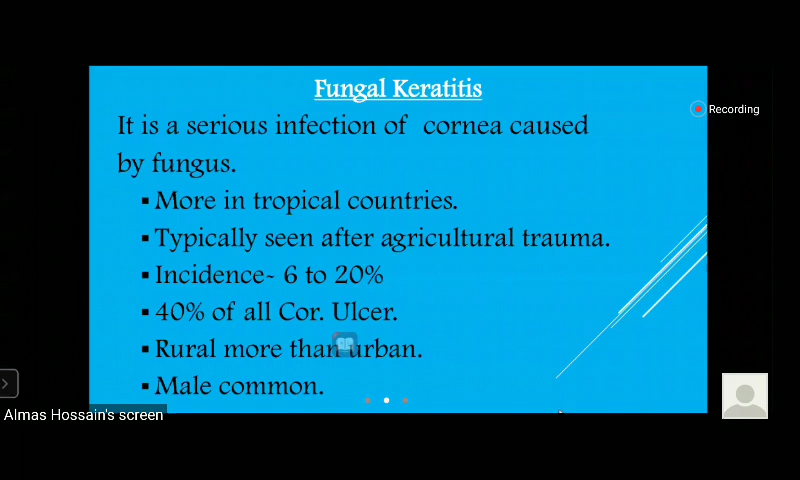 Fungal Keratitis
Recording
It is a serious infection of cornea caused
by fungus.
▪ More in tropical countries.
▪ Typically seen after agricultural trauma.
▪ Incidence- 6 to 20%
▪ 40% of all Cor. Ulcer.
▪ Rural more than urban.
▪ Male common.
Almas Hossain's screen